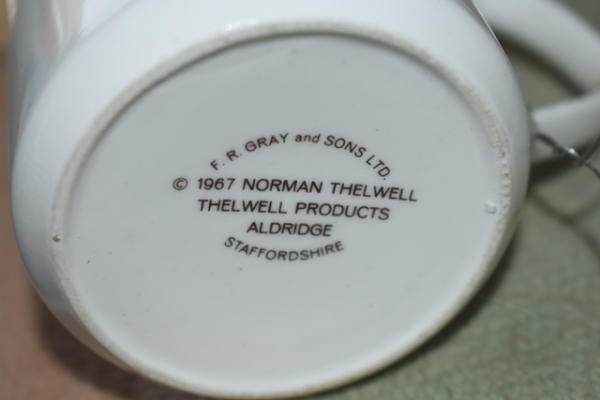 F. R. GRAY and SONS LTD.
© 1967 NORMAN THELWELL
THELWELL PRODUCTS
ALDRIDGE
STAFFORDSHIRE